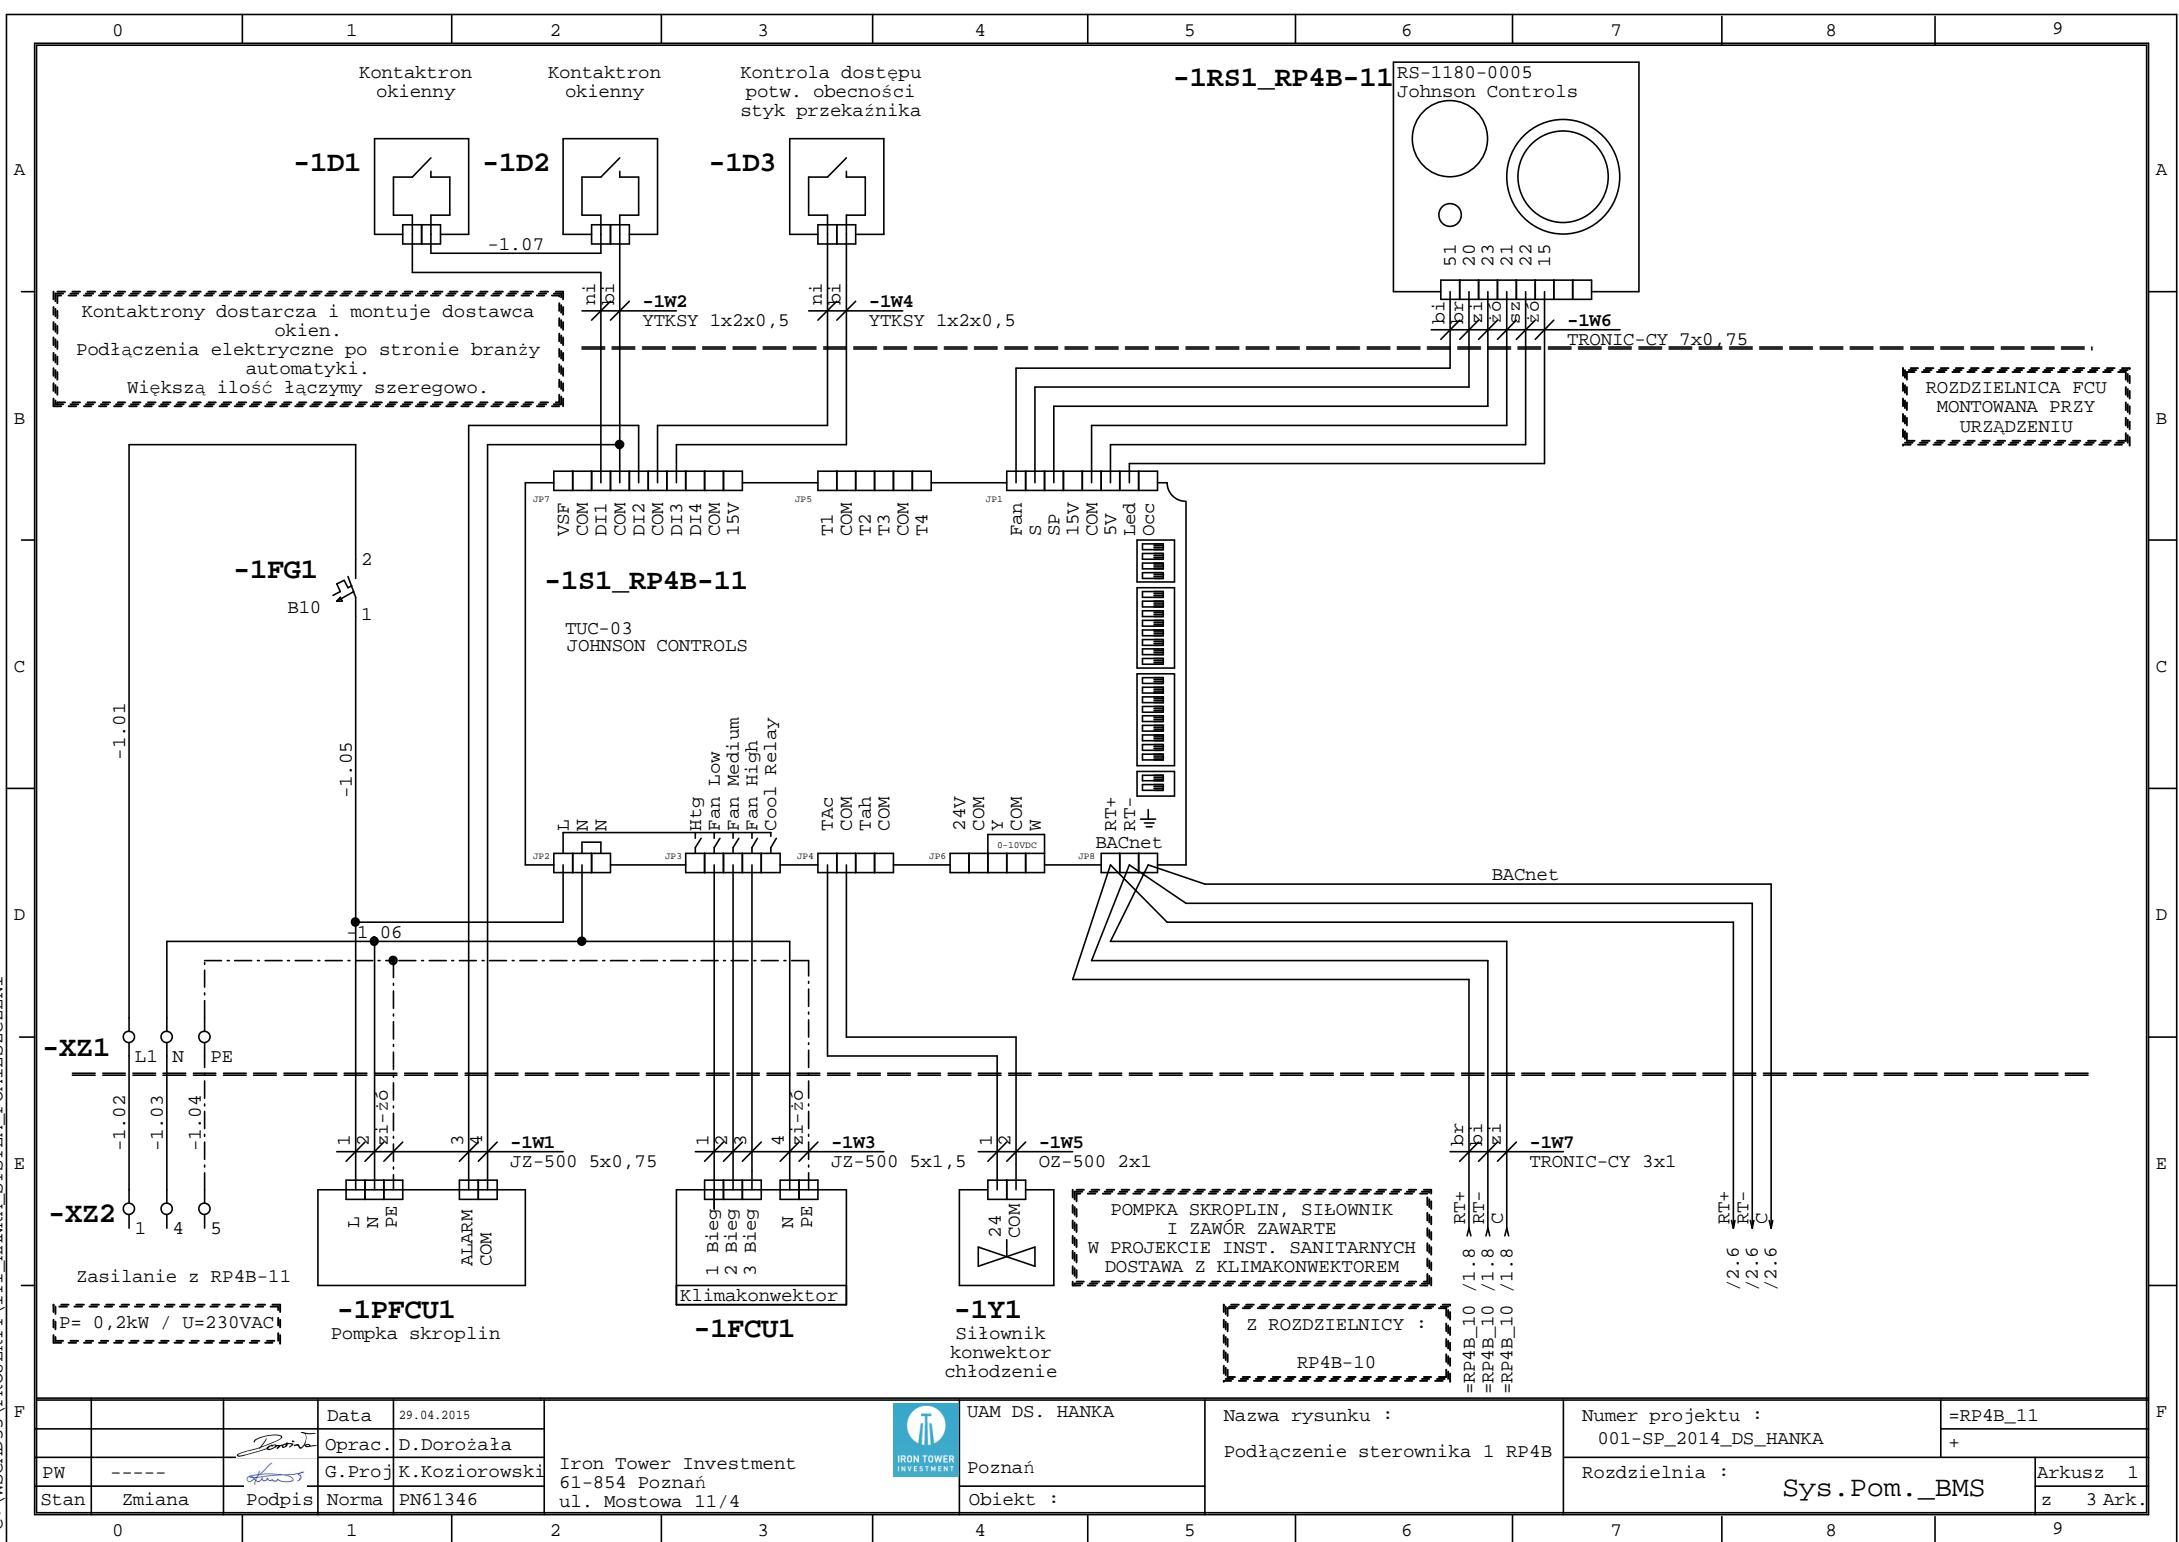 0 1 2 3 4 5 6 7 8 9
Kontaktron
okienny
Kontaktron
okienny
Kontrola dostępu
potw. obecności
styk przekaźnika
-1RS1_RP4B-11
RS-1180-0005
Johnson Controls
A
A
-1D1
-1D2
-1D3
-1.07
51
20
23
21
22
15
Kontaktrony dostarcza i montuje dostawca
okien.
Podłączenia elektryczne po stronie branży
automatyki.
Większą ilość łączymy szeregowo.
ni
bi
-1W2
YTKSY 1x2x0,5
ni
bi
-1W4
YTKSY 1x2x0,5
bi
br
zi
żó
sz
żó
-1W6
TRONIC-CY 7x0,75
ROZDZIELNICA FCU
MONTOWANA PRZY
URZĄDZENIU
B
B
JP7
VSF
COM
DI1
COM
DI2
COM
DI3
DI4
COM
15V
JP5
T1
COM
T2
T3
COM
T4
JP1
Fan
S
SP
15V
COM
5V
Led
Occ
-1FG1
B10
2
1
-1S1_RP4B-11
TUC-03
JOHNSON CONTROLS
C
C
-1.01
-1.05
L
N
N
JP2
Htg
Fan Low
Fan Medium
Fan High
Cool Relay
JP3
TAc
COM
Tah
COM
JP4
24V
COM
Y
COM
W
0-10VDC
JP6
RT+
RT-
BACnet
JP8
BACnet
D
D
-1.06
-XZ1
L1
N
PE
-1.02
-1.03
-1.04
-XZ2
1
4
5
E
E
1
2
zi-żó
3
4
-1W1
JZ-500 5x0,75
1
2
3
4
zi-żó
-1W3
JZ-500 5x1,5
1
2
-1W5
OZ-500 2x1
br
bi
zi
-1W7
TRONIC-CY 3x1
L
N
PE
ALARM
COM
1 Bieg
2 Bieg
3 Bieg
N
PE
24
COM
POMPKA SKROPLIN, SIŁOWNIK
I ZAWÓR ZAWARTE
W PROJEKCIE INST. SANITARNYCH
DOSTAWA Z KLIMAKONWEKTOREM
RT+
RT-
C
=RP4B_10 /1.8
=RP4B_10 /1.8
=RP4B_10 /1.8
RT+
RT-
C
/2.6
/2.6
/2.6
Zasilanie z RP4B-11
P= 0,2kW / U=230VAC
-1PFCU1
Pompka skroplin
Klimakonwektor
-1FCU1
-1Y1
Siłownik
konwektor
chłodzenie
Z ROZDZIELNICY :
RP4B-10
F
F
Data 29.04.2015
Oprac. D.Dorożała
PW ----- G.Proj K.Koziorowski
Stan Zmiana Podpis Norma PN61346
Iron Tower Investment
61-854 Poznań
ul. Mostowa 11/4
IRON TOWER
INVESTMENT
UAM DS. HANKA
Poznań
Obiekt :
Nazwa rysunku :
Podłączenie sterownika 1 RP4B
Numer projektu :
001-SP_2014_DS_HANKA
Rozdzielnia :
Sys.Pom._BMS
=RP4B_11
+
Arkusz 1
z 3 Ark.
0 1 2 3 4 5 6 7 8 9